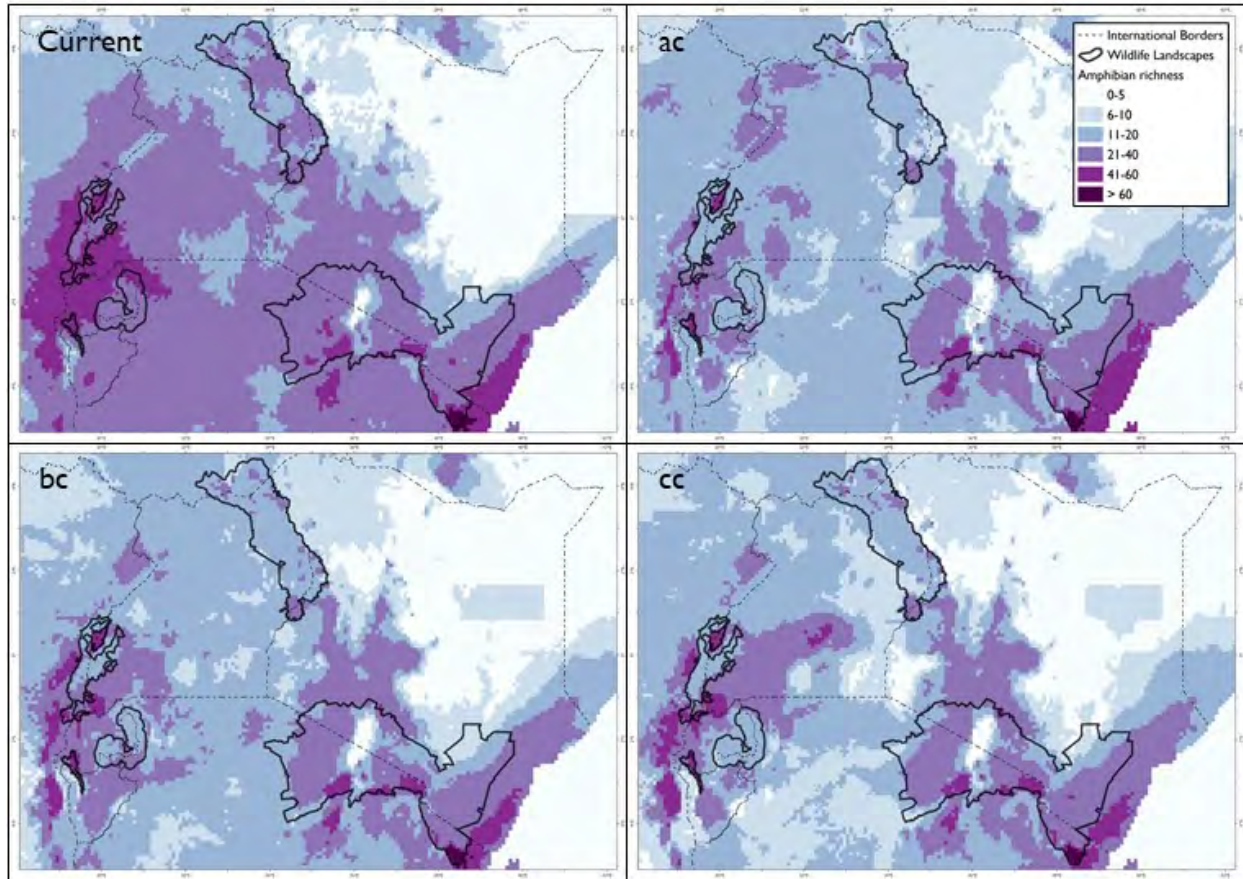 Current
ac
International Borders
Wildlife Landscapes
Amphibian richness
0-5
6-10
11-20
21-40
41-60
> 60
bc
cc